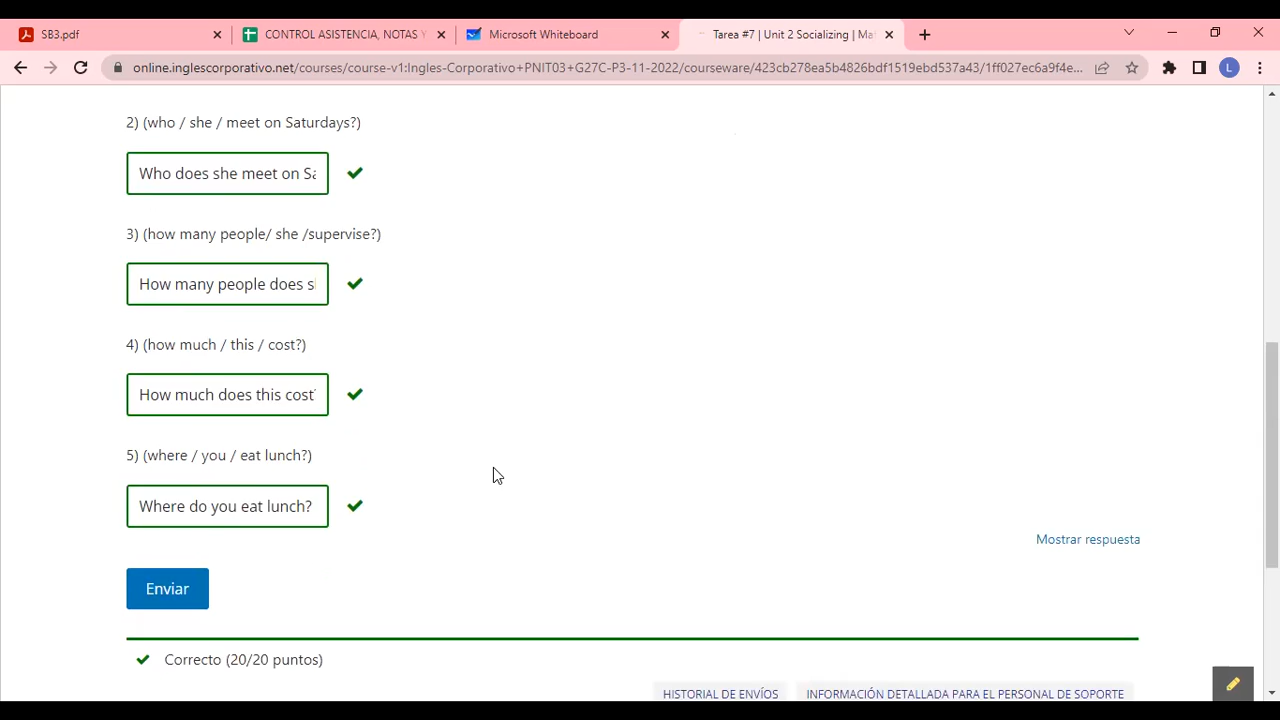 SB3.pdf
CONTROL ASISTENCIA, NOTAS Y
Microsoft Whiteboard
Tarea #7 | Unit 2 Socializing | Ma
online.inglescorporativo.net/courses/course-v1:Ingles-Corporativo+PNIT03+G27C-P3-11-2022/courseware/423cb278ea5b4826bdf1519ebd537a43/1ff027ec6a9f4e...
L
2) (who / she / meet on Saturdays?)
Who does she meet on Sa
3) (how many people/ she /supervise?)
How many people does s
4) (how much / this / cost?)
How much does this cost?
5) (where / you / eat lunch?)
Where do you eat lunch?
Mostrar respuesta
Enviar
Correcto (20/20 puntos)
HISTORIAL DE ENVÍOS
INFORMACIÓN DETALLADA PARA EL PERSONAL DE SOPORTE